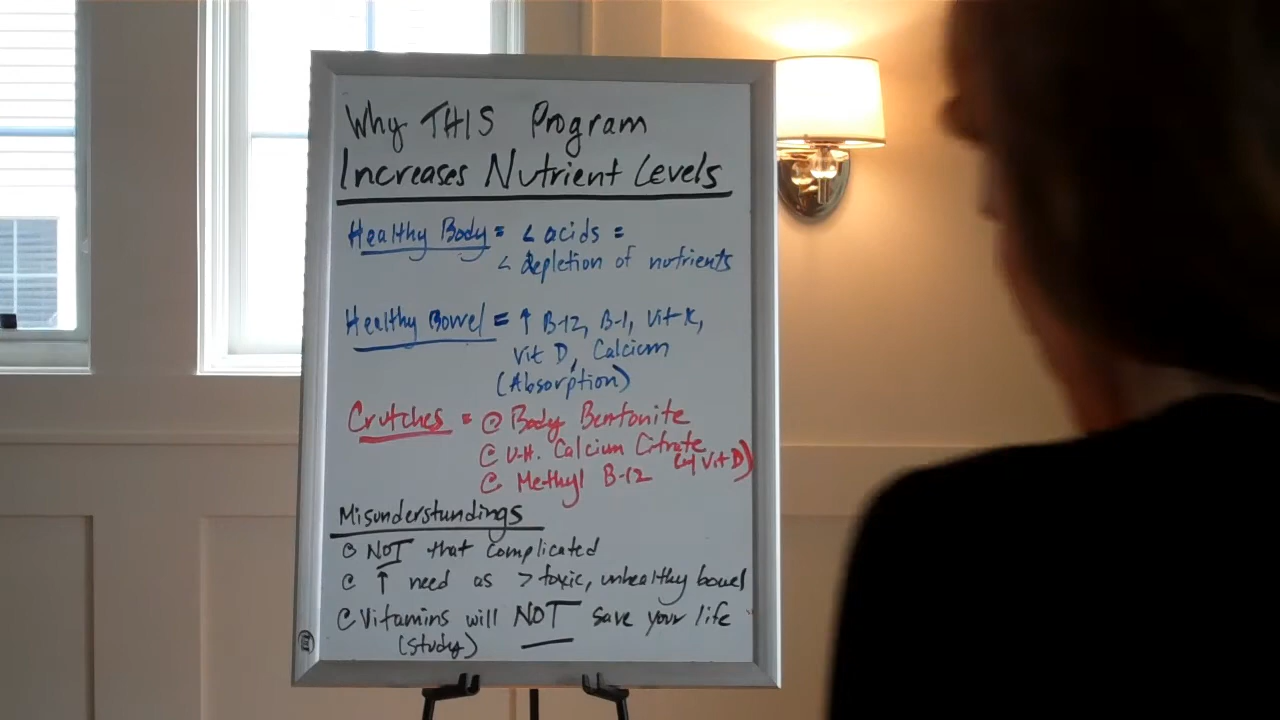 Why THIS Program
Increases Nutrient Levels
Healthy Body = < acids =
< depletion of nutrients
Healthy Bowel = ↑ B-12, B-1, Vit K,
Vit D, Calcium
(Absorption)
Crutches = Body Bentonite
V.H. Calcium Citrate
(w/ Vit D)
Methyl B-12
Misunderstundings
NOT that complicated
↑ need as > toxic, unhealthy bowel
Vitamins will NOT save your life
(study)